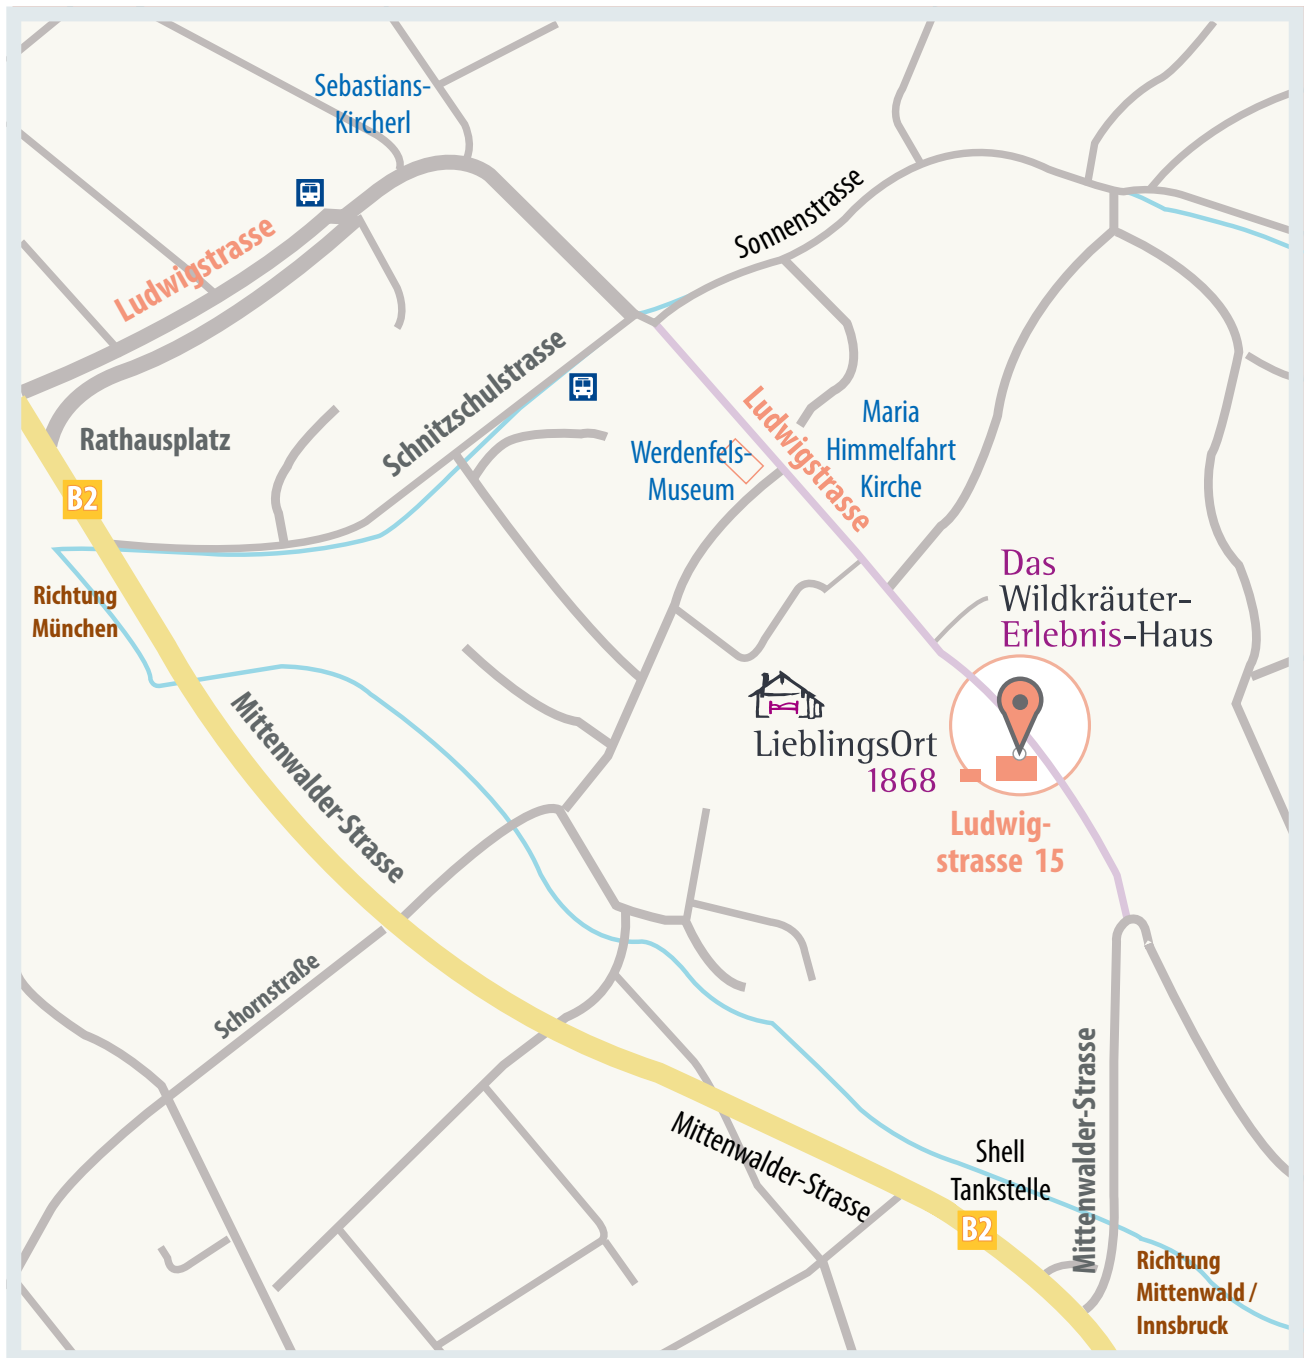 Sebastians-
Kircherl
Ludwigstrasse
Sonnenstrasse
Schnitzschulstrasse
Rathausplatz
B2
Ludwigstrasse
Maria
Himmelfahrt
Kirche
Werdenfels-
Museum
Richtung
München
Das
Wildkräuter-
Erlebnis-Haus
LieblingsOrt
1868
Ludwig-
strasse 15
Mittenwalder-Strasse
Schornstraße
Mittenwalder-Strasse
Shell
Tankstelle
B2
Mittenwalder-Strasse
Richtung
Mittenwald /
Innsbruck